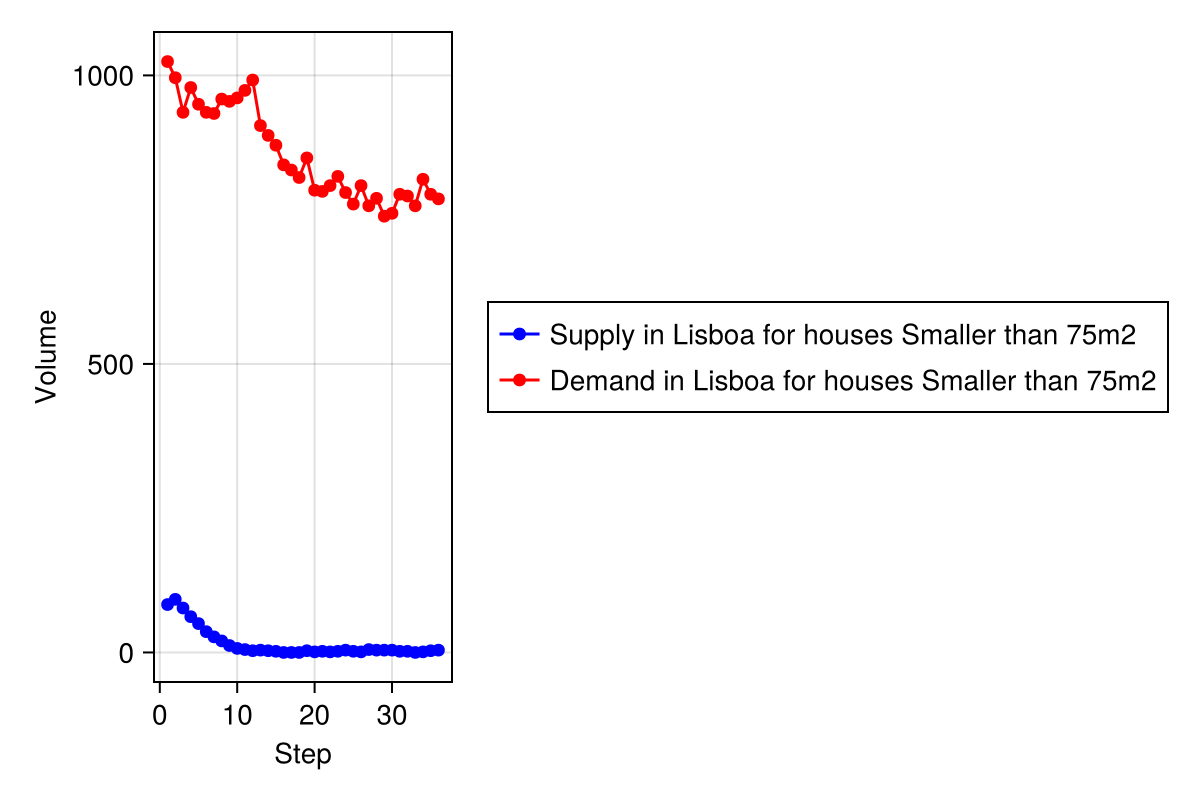 1000
500
0
Volume
0 10 20 30
Step
Supply in Lisboa for houses Smaller than 75m2
Demand in Lisboa for houses Smaller than 75m2